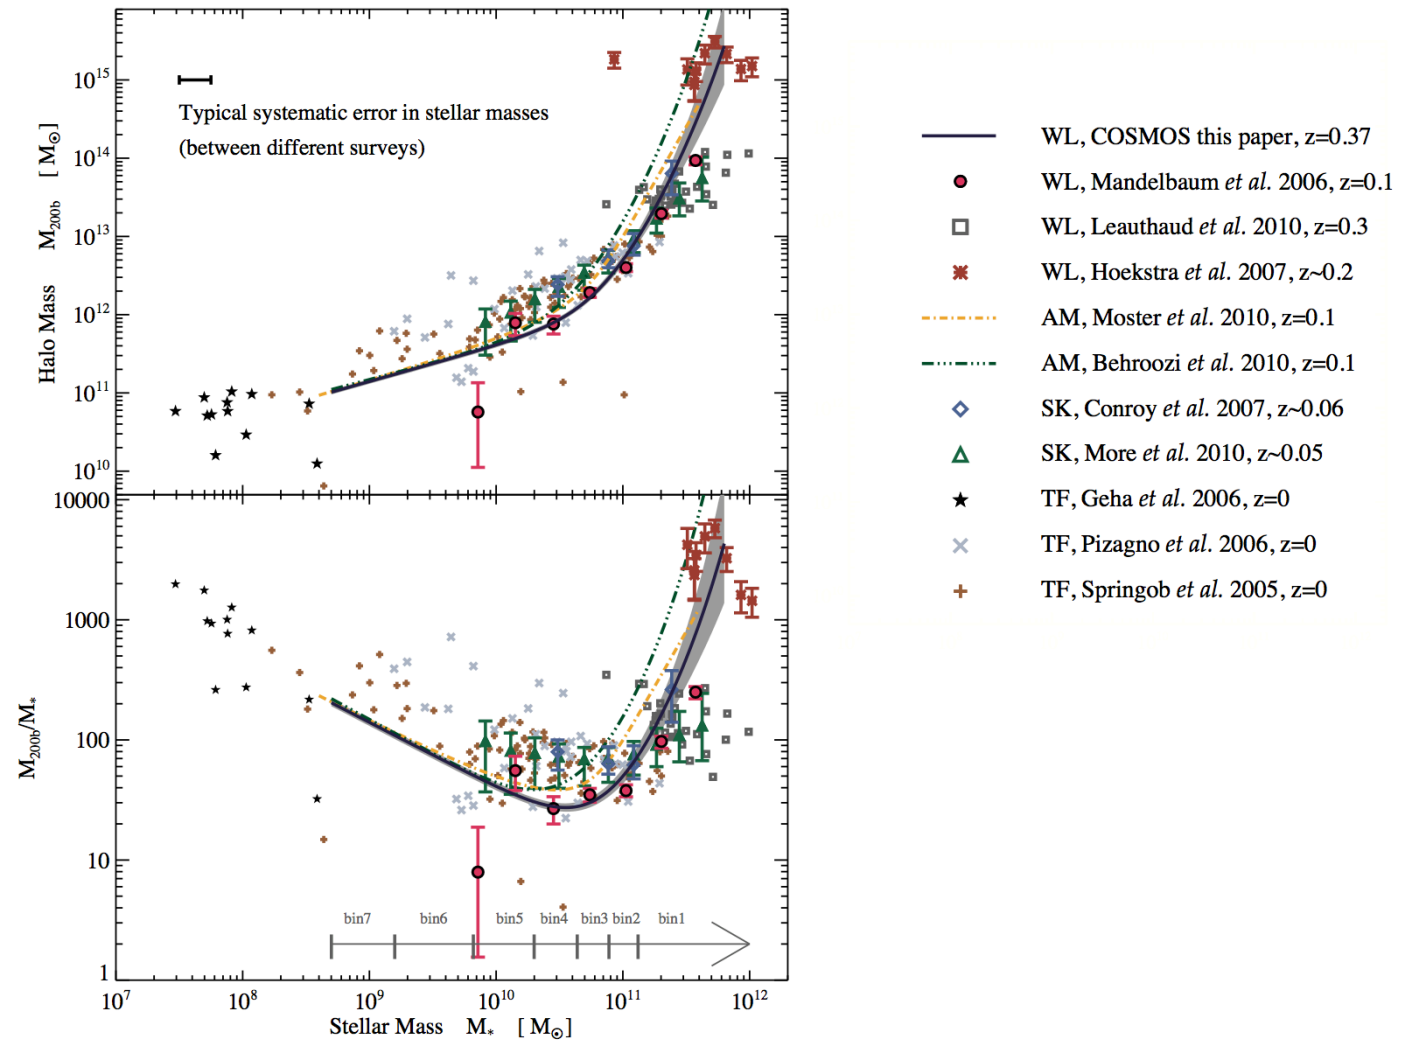 10^15
10^14
10^13
10^12
10^11
10^10
Halo Mass M_200b [ M_⊙ ]
Typical systematic error in stellar masses
(between different surveys)
10000
1000
100
10
1
M_200b/M_*
bin7 bin6 bin5 bin4 bin3 bin2 bin1
10^7 10^8 10^9 10^10 10^11 10^12
Stellar Mass M_* [ M_⊙ ]
WL, COSMOS this paper, z=0.37
WL, Mandelbaum et al. 2006, z=0.1
WL, Leauthaud et al. 2010, z=0.3
WL, Hoekstra et al. 2007, z~0.2
AM, Moster et al. 2010, z=0.1
AM, Behroozi et al. 2010, z=0.1
SK, Conroy et al. 2007, z~0.06
SK, More et al. 2010, z~0.05
TF, Geha et al. 2006, z=0
TF, Pizagno et al. 2006, z=0
TF, Springob et al. 2005, z=0